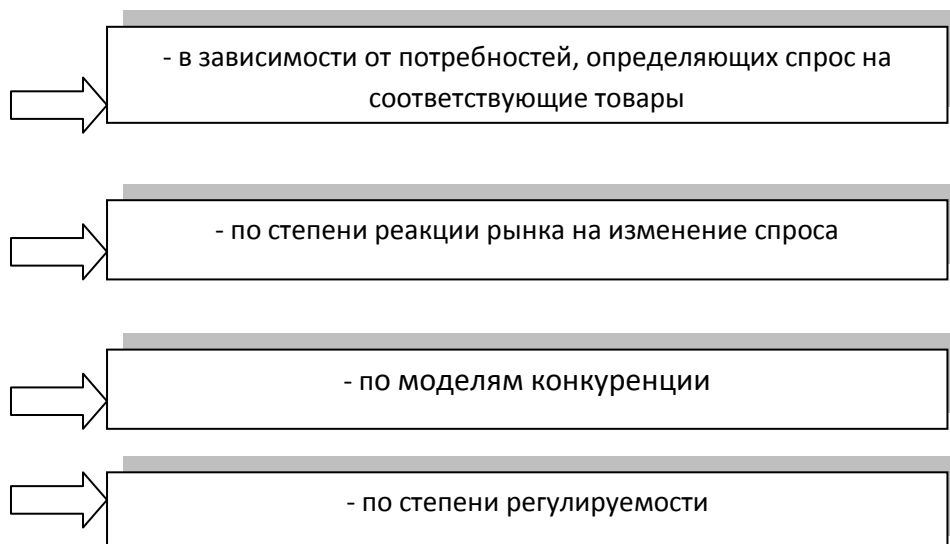 - в зависимости от потребностей, определяющих спрос на
соответствующие товары
- по степени реакции рынка на изменение спроса
- по моделям конкуренции
- по степени регулируемости